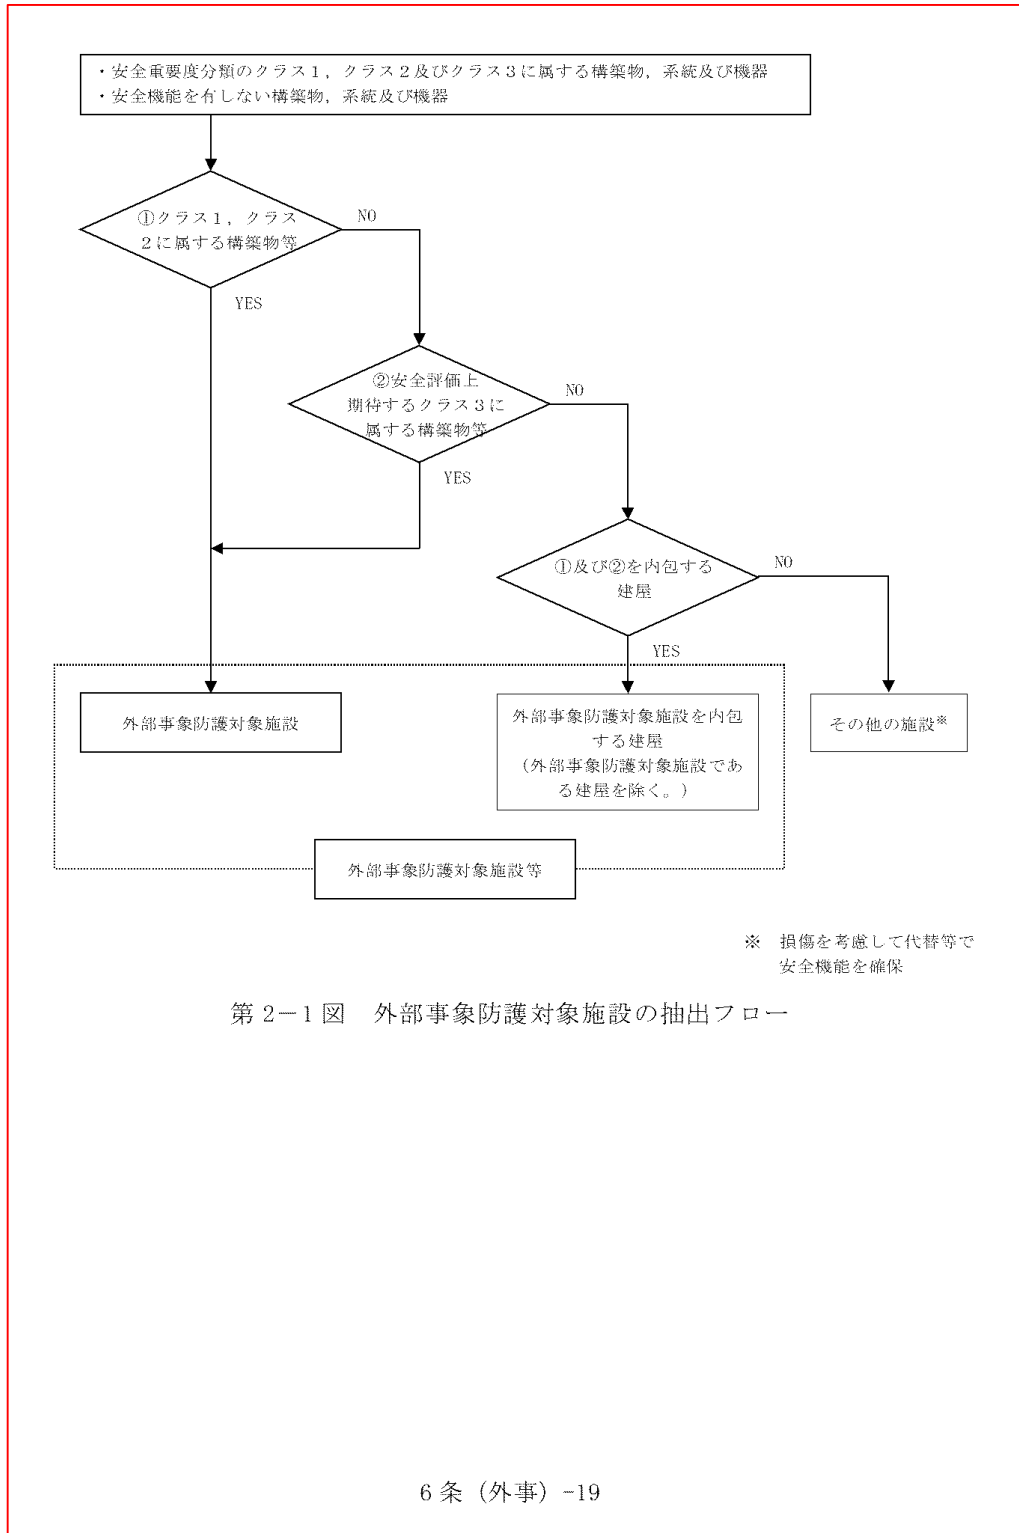 ・安全重要度分類のクラス１，クラス２及びクラス３に属する構築物，系統及び機器
・安全機能を有しない構築物，系統及び機器
①クラス１，クラス
２に属する構築物等
NO
YES
②安全評価上
期待するクラス３に
属する構築物等
NO
YES
①及び②を内包する
建屋
NO
YES
外部事象防護対象施設
外部事象防護対象施設を内包
する建屋
（外部事象防護対象施設であ
る建屋を除く。）
その他の施設※
外部事象防護対象施設等
※　損傷を考慮して代替等で
安全機能を確保
第２－１図　外部事象防護対象施設の抽出フロー
6 条（外事）-19